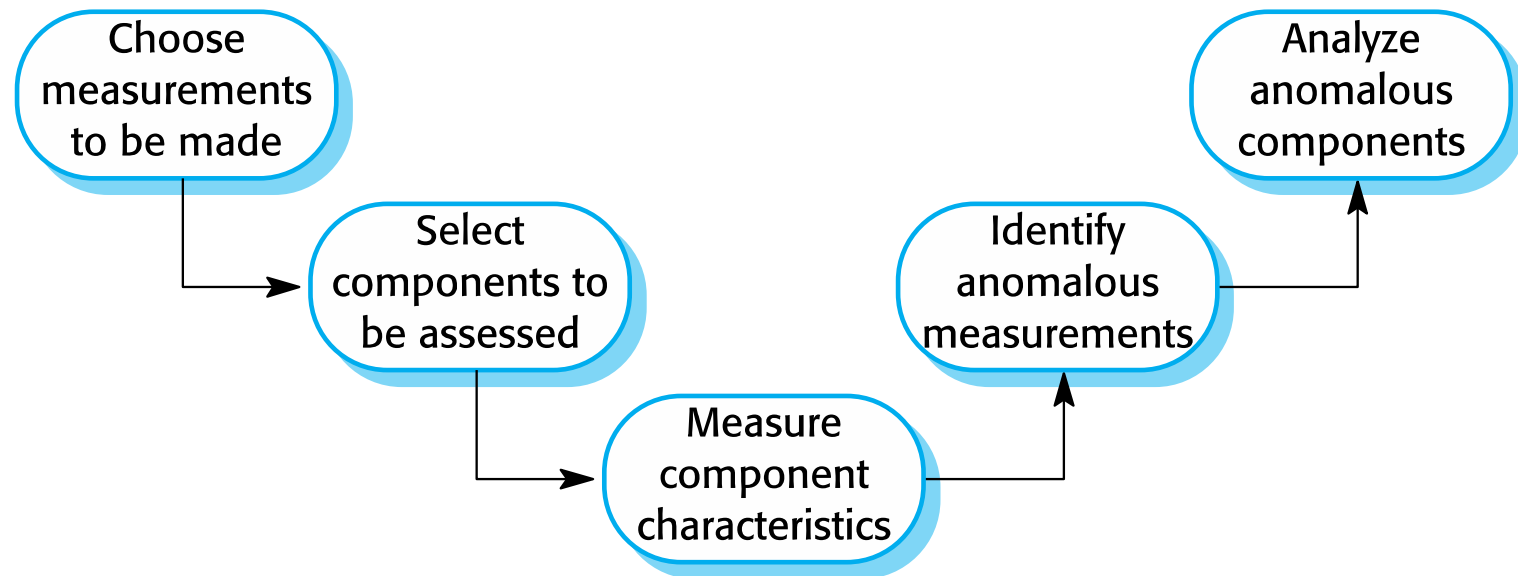 Choose
measurements
to be made
Select
components to
be assessed
Measure
component
characteristics
Identify
anomalous
measurements
Analyze
anomalous
components